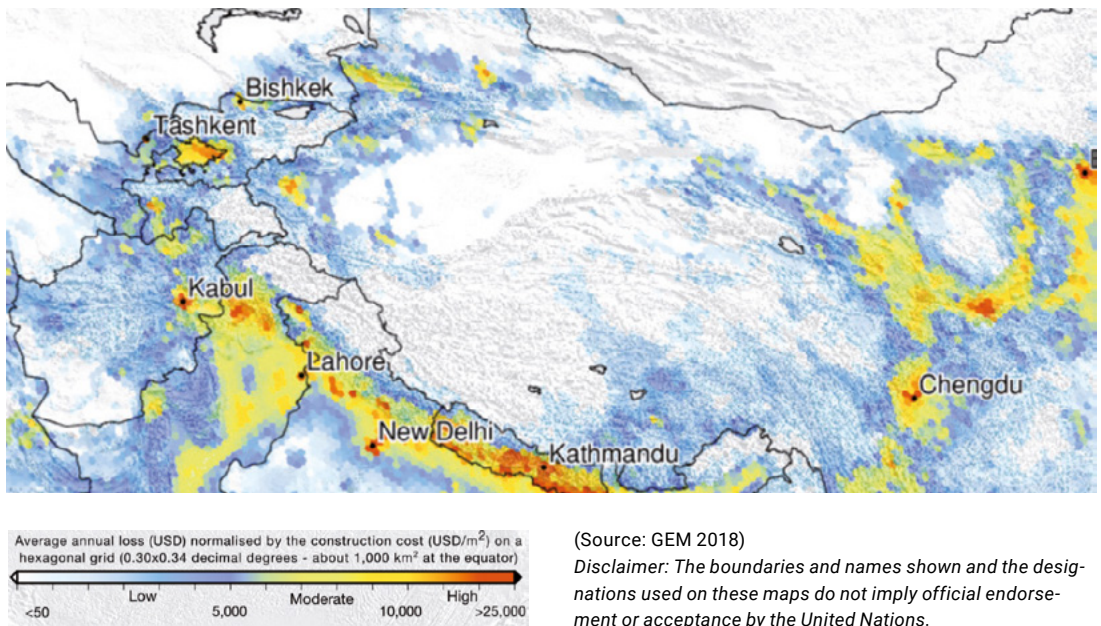 Bishkek
Tashkent
Kabul
Lahore
Chengdu
New Delhi
Kathmandu
Average annual loss (USD) normalised by the construction cost (USD/m²) on a
hexagonal grid (0.30x0.34 decimal degrees - about 1,000 km² at the equator)
Low Moderate High
<50 5,000 10,000 >25,000
(Source: GEM 2018)
Disclaimer: The boundaries and names shown and the desig-
nations used on these maps do not imply official endorse-
ment or acceptance by the United Nations.